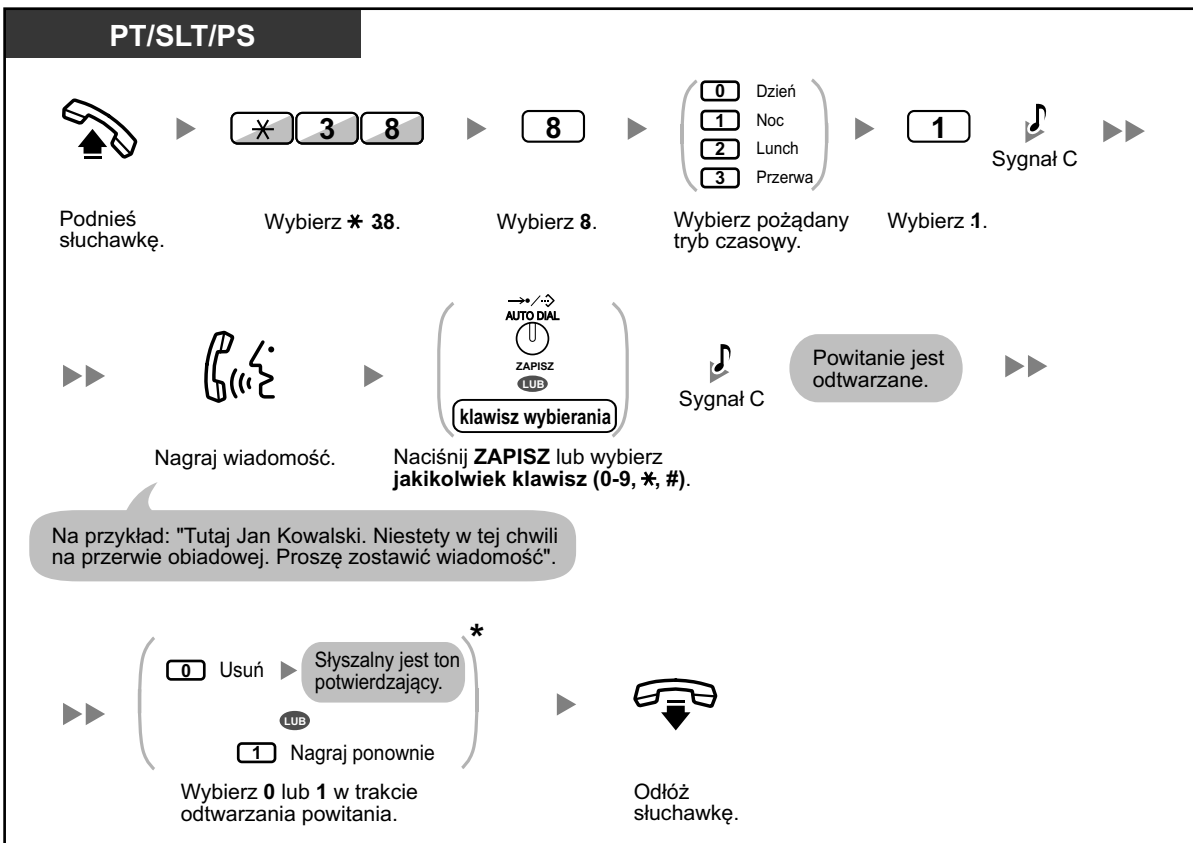 PT/SLT/PS
✳ 3 8
8
0 Dzień
1 Noc
2 Lunch
3 Przerwa
1
Sygnał C
Podnieś
słuchawkę.
Wybierz ✳ 38.
Wybierz 8.
Wybierz pożądany
tryb czasowy.
Wybierz 1.
AUTO DIAL
ZAPISZ
LUB
klawisz wybierania
Sygnał C
Powitanie jest
odtwarzane.
Nagraj wiadomość.
Naciśnij ZAPISZ lub wybierz
jakikolwiek klawisz (0-9, ✳, #).
Na przykład: "Tutaj Jan Kowalski. Niestety w tej chwili
na przerwie obiadowej. Proszę zostawić wiadomość".
*
0 Usuń
Słyszalny jest ton
potwierdzający.
LUB
1 Nagraj ponownie
Wybierz 0 lub 1 w trakcie
odtwarzania powitania.
Odłóż
słuchawkę.